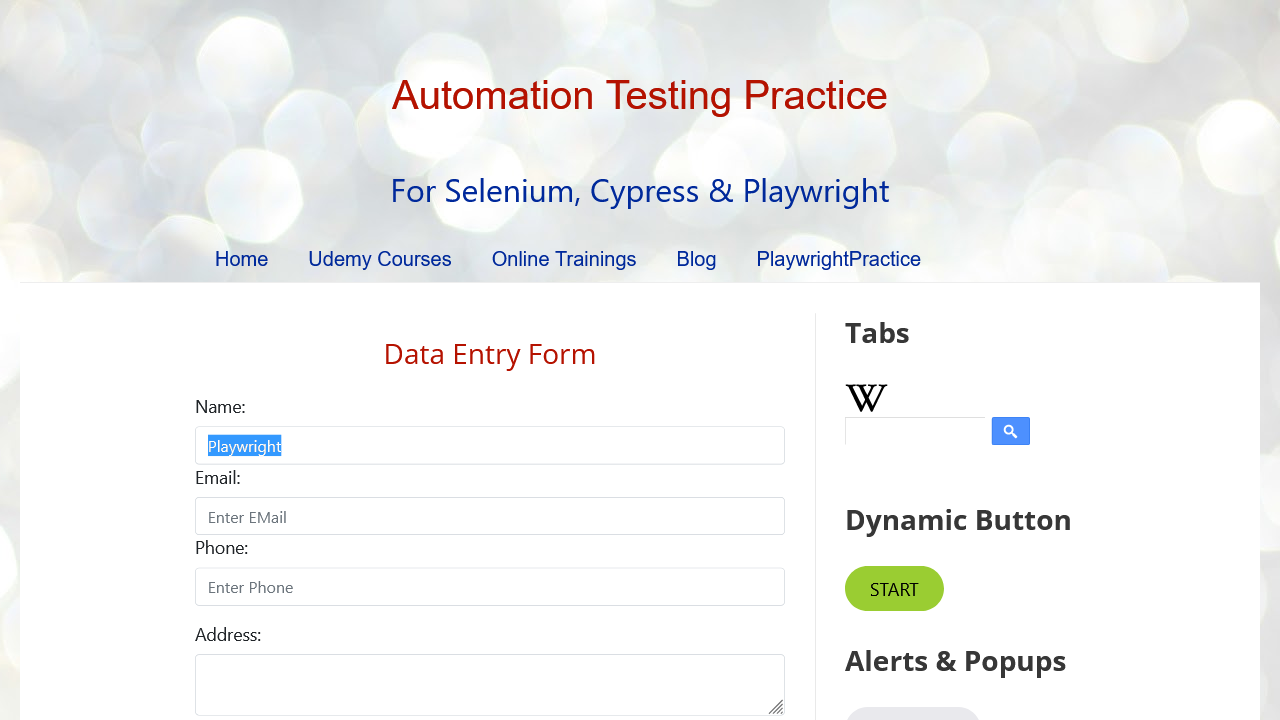 Automation Testing Practice
For Selenium, Cypress & Playwright
Home Udemy Courses Online Trainings Blog PlaywrightPractice
Data Entry Form
Name:
Playwright
Email:
Enter EMail
Phone:
Enter Phone
Address:
Tabs
W
Dynamic Button
START
Alerts & Popups